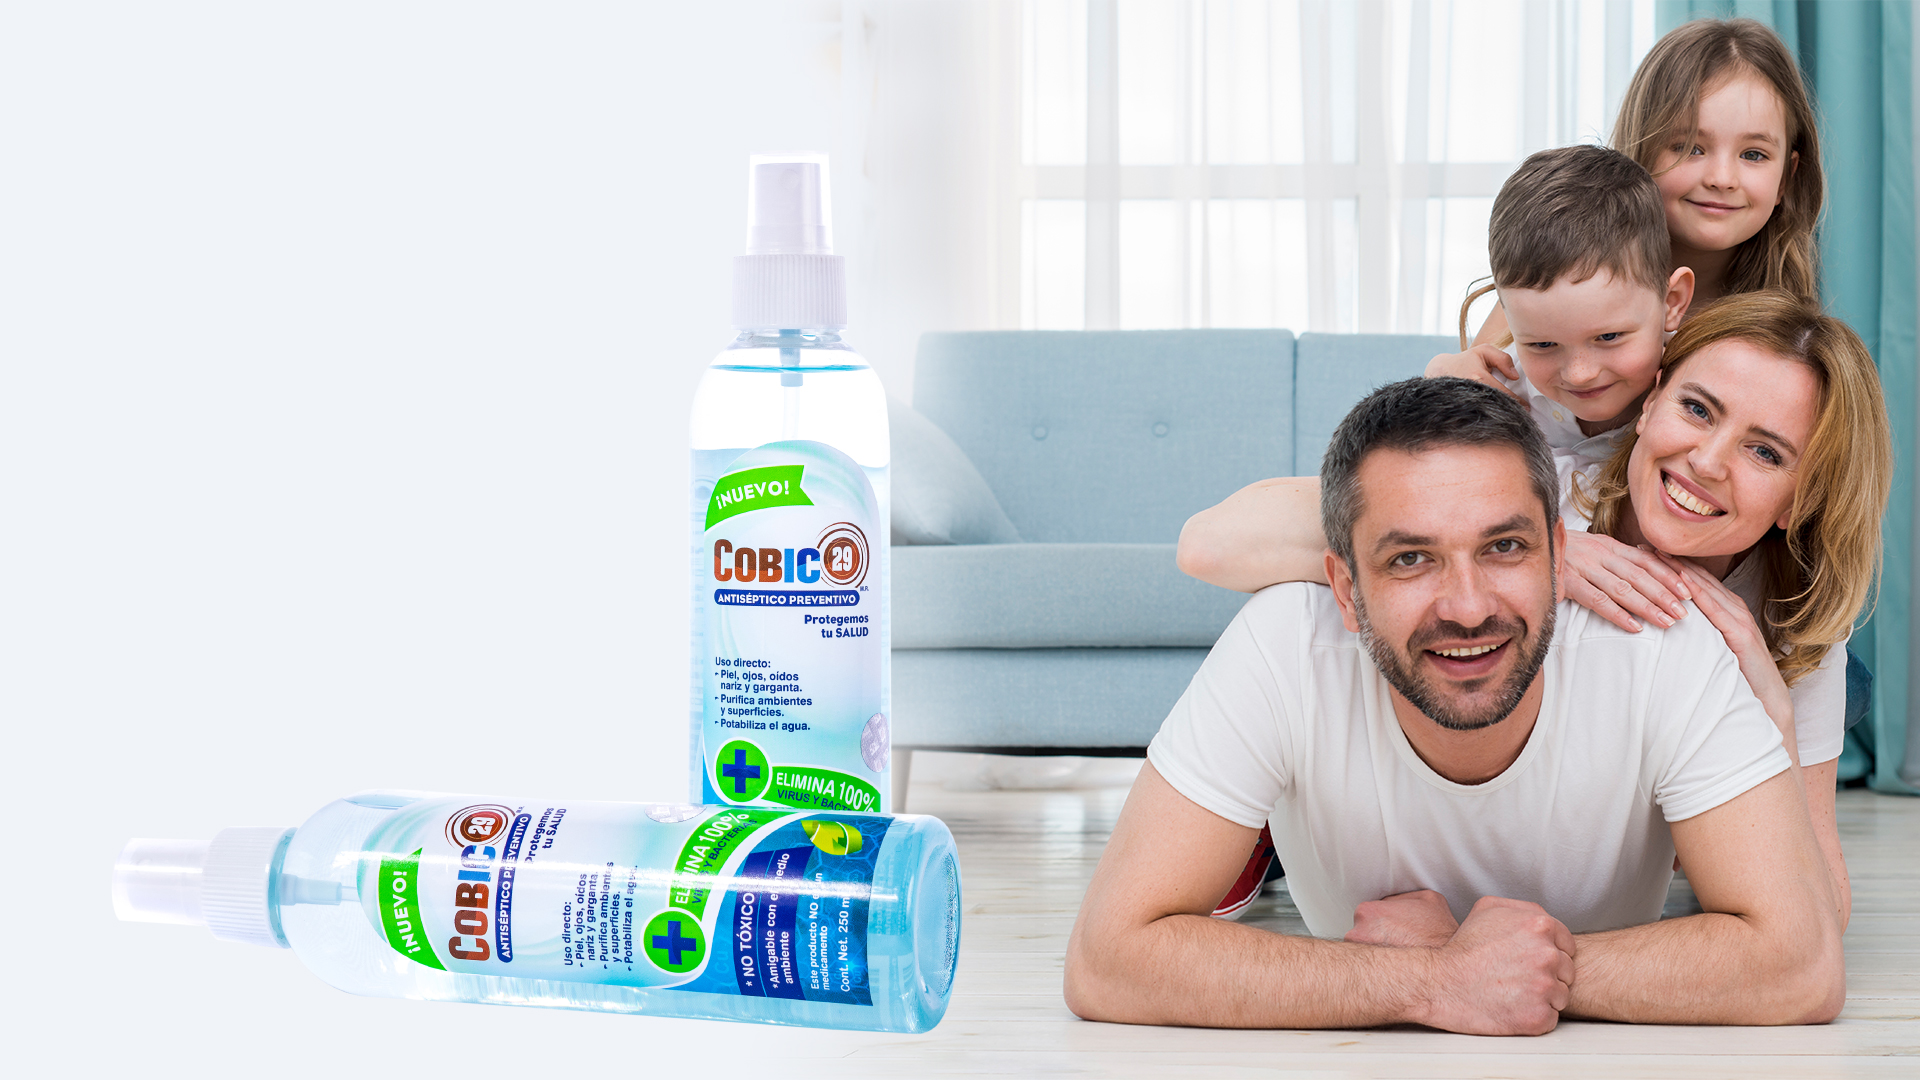 ¡NUEVO!
COBIC 29
M.R.
ANTISÉPTICO PREVENTIVO
Protegemos
tu SALUD
Uso directo:
- Piel, ojos, oídos
nariz y garganta.
- Purifica ambientes
y superficies.
- Potabiliza el agua.
ELIMINA 100%
VIRUS Y BACT
¡NUEVO!
COBIC 29
ANTISÉPTICO PREVENTIVO
Protegemos
tu SALUD
Uso directo:
- Piel, ojos, oídos
nariz y garganta.
- Purifica ambientes
y superficies.
- Potabiliza el agua.
ELIMINA 100%
VIRUS Y BACTERIAS
* NO TÓXICO
*Amigable con el medio
ambiente
Este producto NO es un
medicamento
Cont. Net. 250 m